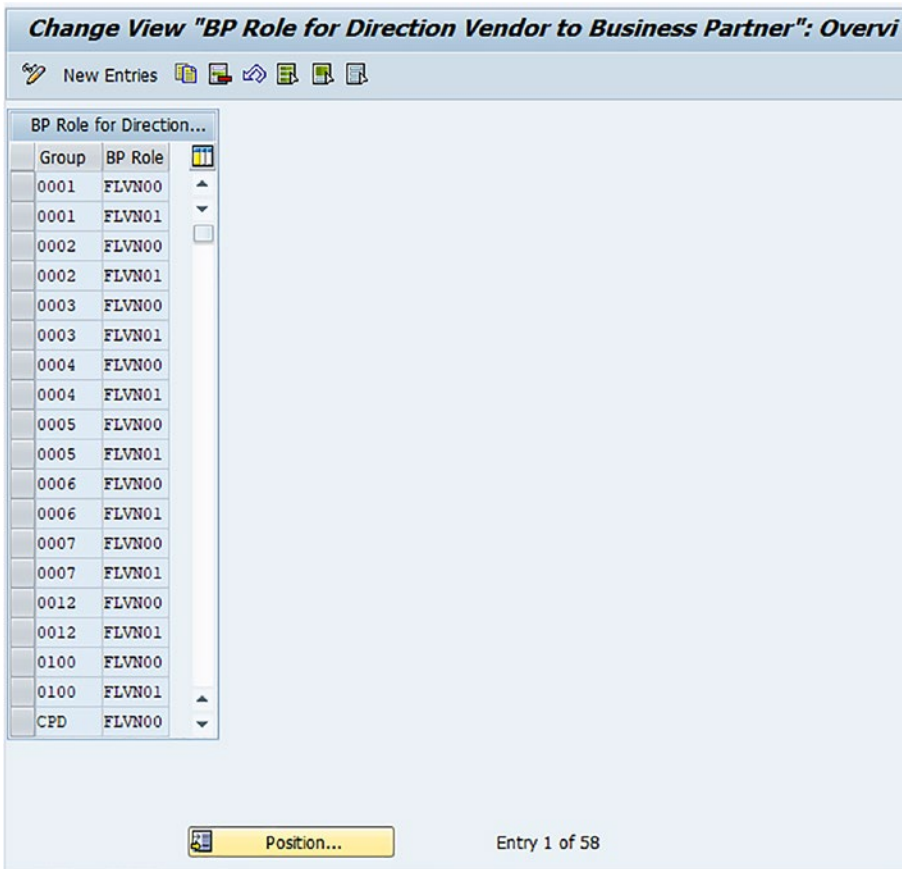 Change View "BP Role for Direction Vendor to Business Partner": Overvi
New Entries
BP Role for Direction...
Group BP Role
0001 FLVN00
0001 FLVN01
0002 FLVN00
0002 FLVN01
0003 FLVN00
0003 FLVN01
0004 FLVN00
0004 FLVN01
0005 FLVN00
0005 FLVN01
0006 FLVN00
0006 FLVN01
0007 FLVN00
0007 FLVN01
0012 FLVN00
0012 FLVN01
0100 FLVN00
0100 FLVN01
CPD FLVN00
Position... Entry 1 of 58